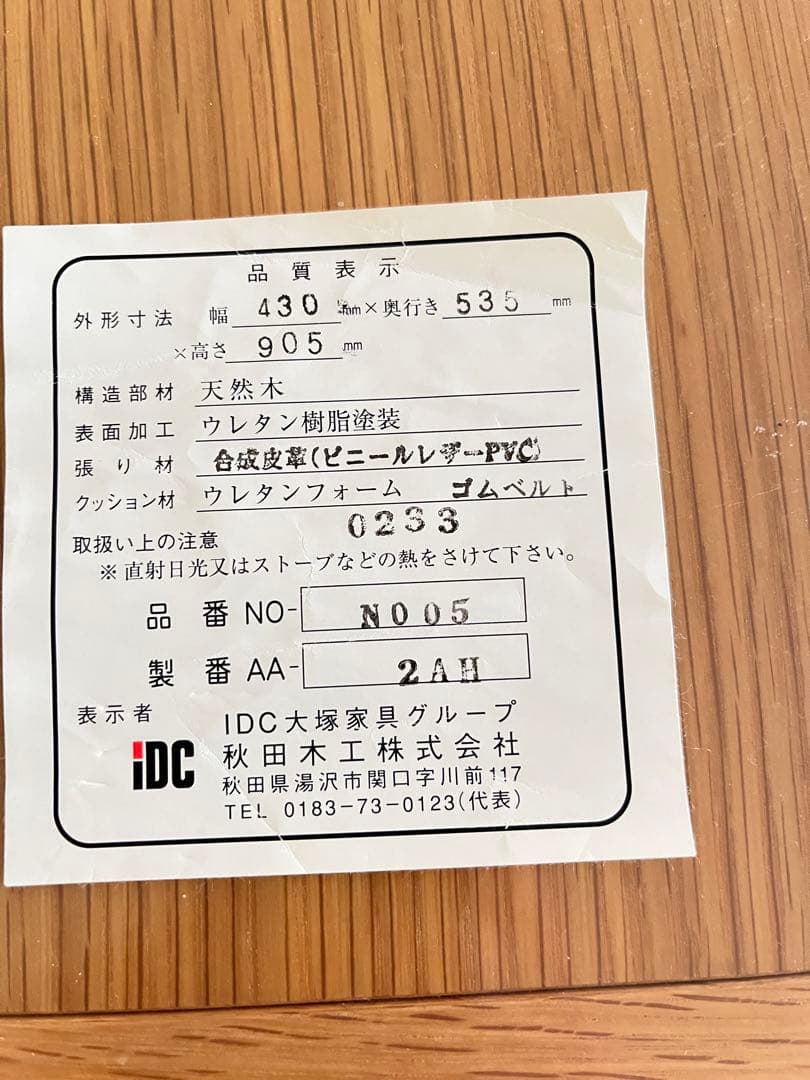 品質表示
外形寸法 幅 430 mm×奥行き 535 mm
×高さ 905 mm
構造部材 天然木
表面加工 ウレタン樹脂塗装
張り材 合成皮革(ビニールレザーPVC)
クッション材 ウレタンフォーム ゴムベルト
0233
取扱い上の注意
※直射日光又はストーブなどの熱をさけて下さい。
品番 NO- N005
製番 AA- 2AH
表示者 IDC大塚家具グループ
iDC 秋田木工株式会社
秋田県湯沢市関口字川前117
TEL 0183-73-0123(代表)